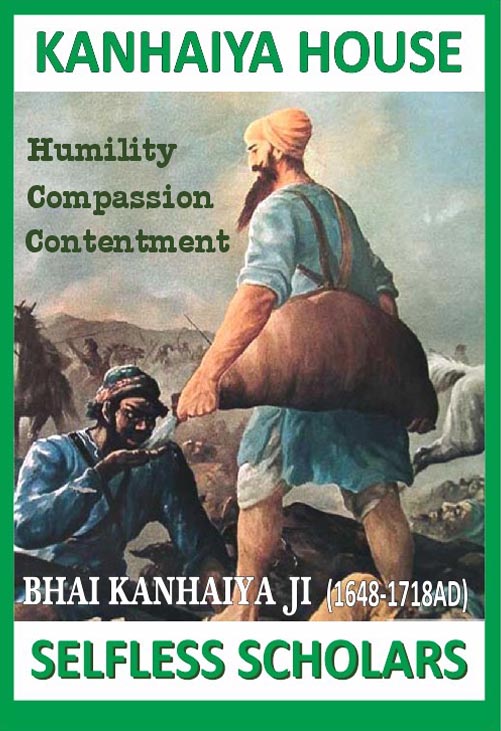 KANHAIYA HOUSE
Humility
Compassion
Contentment
BHAI KANHAIYA JI (1648-1718AD)
SELFLESS SCHOLARS